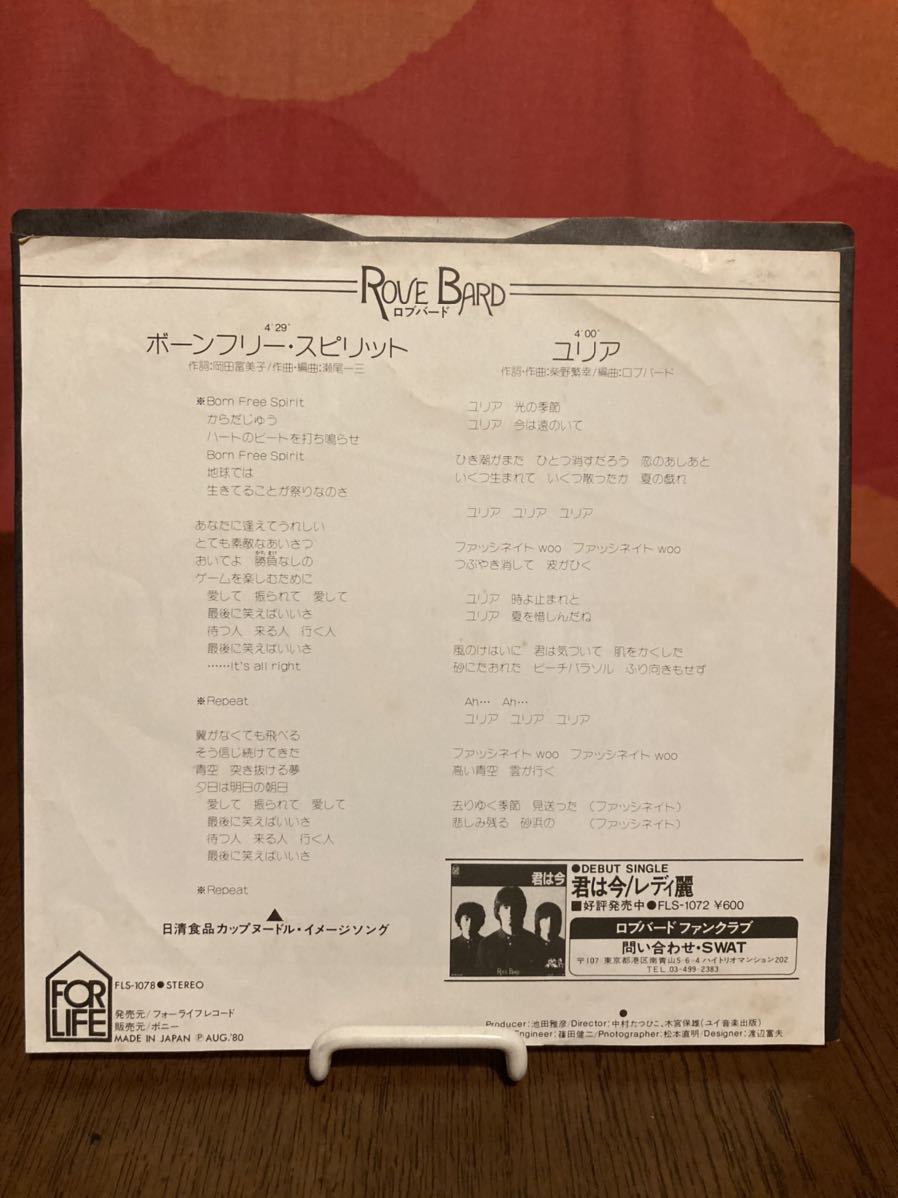 ROVE BARD
ロブバード
4'29"
ボーンフリー・スピリット
作詞:岡田冨美子/作曲・編曲:瀬尾一三
※Born Free Spirit
からだじゅう
ハートのビートを打ち鳴らせ
Born Free Spirit
地球では
生きてることが祭りなのさ
あなたに逢えてうれしい
とても素敵なあいさつ
おいでよ 勝負なしの
ゲームを楽しむために
愛して 振られて 愛して
最後に笑えばいいさ
待つ人 来る人 行く人
最後に笑えばいいさ
……It's all right
※Repeat
翼がなくても飛べる
そう信じ続けてきた
青空 突き抜ける夢
夕日は明日の朝日
愛して 振られて 愛して
最後に笑えばいいさ
待つ人 来る人 行く人
最後に笑えばいいさ
※Repeat
▲
日清食品カップヌードル・イメージソング
4'00"
ユリア
作詞・作曲:柴野繁幸/編曲:ロブバード
ユリア 光の季節
ユリア 今は遠のいて
ひき潮がまた ひとつ消すだろう 恋のあしあと
いくつ生まれて いくつ散ったか 夏の戯れ
ユリア ユリア ユリア
ファッシネイト woo ファッシネイト woo
つぶやき消して 波がひく
ユリア 時よ止まれと
ユリア 夏を惜しんだね
風のけはいに 君は気づいて 肌をかくした
砂にたおれた ビーチパラソル ふり向きもせず
Ah… Ah…
ユリア ユリア ユリア
ファッシネイト woo ファッシネイト woo
高い青空 雲が行く
去りゆく季節 見送った (ファッシネイト)
悲しみ残る 砂浜の (ファッシネイト)
君は今
ROVE BARD
●DEBUT SINGLE
君は今/レディ麗
■好評発売中●FLS-1072 ¥600
ロブバードファンクラブ
問い合わせ・SWAT
〒107 東京都港区南青山5-6-4ハイトリオマンション202
TEL.03-499-2383
FOR
LIFE
FLS-1078●STEREO
発売元/フォーライフレコード
販売元/ポニー
MADE IN JAPAN Ⓟ AUG.'80
Producer:池田雅彦/Director:中村たつひこ、木宮保雄(ユイ音楽出版)
ngineer:篠田健二/Photographer:松本直明/Designer:渡辺富夫